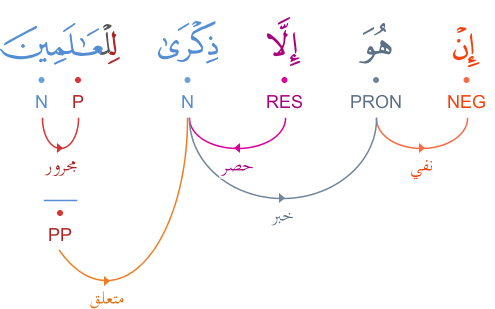 إِنْ هُوَ إِلَّا ذِكْرَىٰ لِلْعَـٰلَمِينَ
NEG PRON RES N P N
نفي حصر مجرور
خبر
PP
متعلق